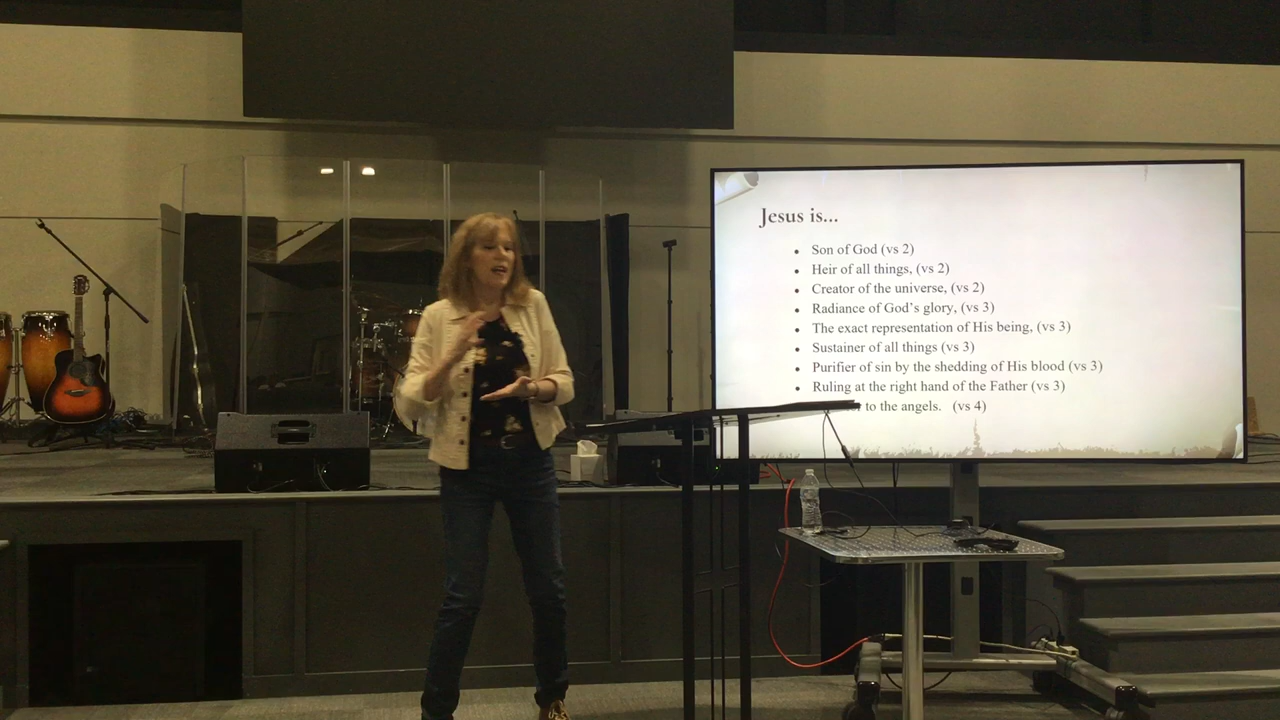 Jesus is...
• Son of God (vs 2)
• Heir of all things, (vs 2)
• Creator of the universe, (vs 2)
• Radiance of God's glory, (vs 3)
• The exact representation of His being, (vs 3)
• Sustainer of all things (vs 3)
• Purifier of sin by the shedding of His blood (vs 3)
• Ruling at the right hand of the Father (vs 3)
to the angels. (vs 4)